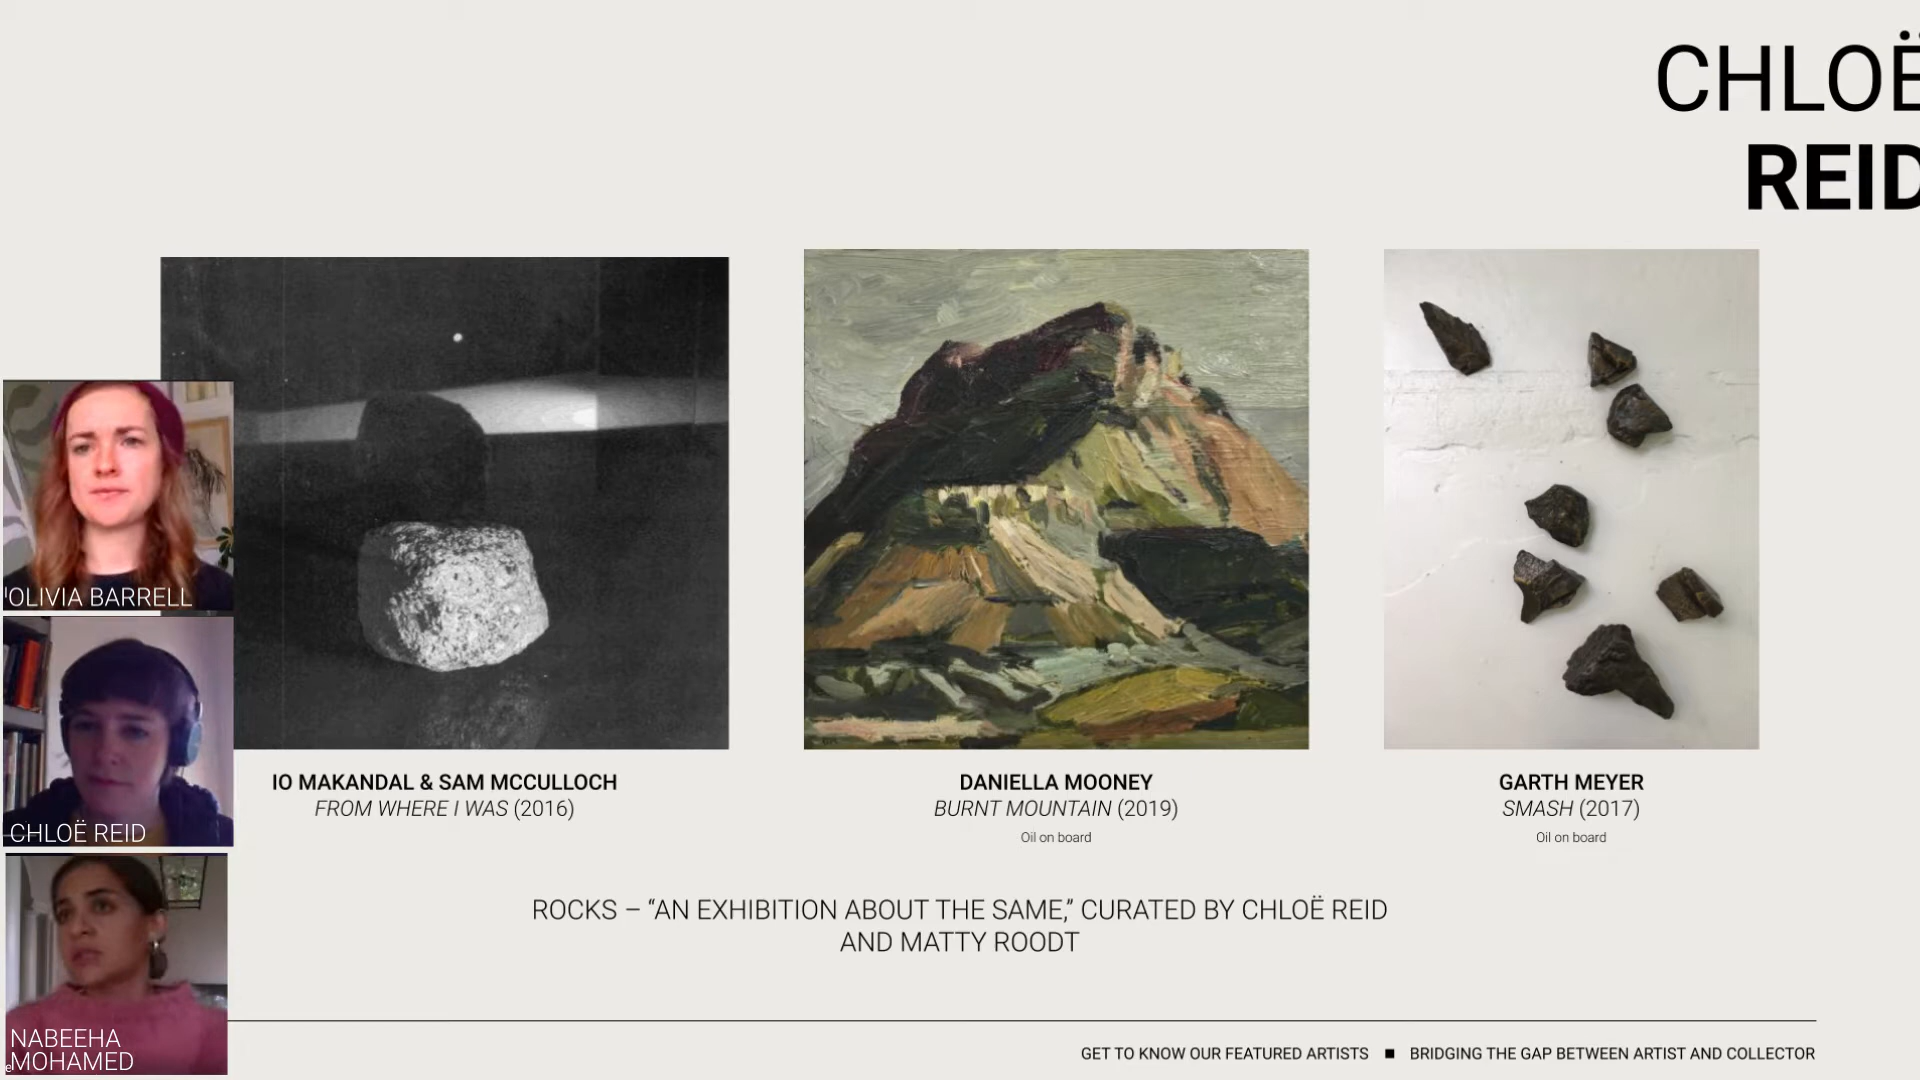 CHLOË
REID
OLIVIA BARRELL
CHLOË REID
NABEEHA
MOHAMED
IO MAKANDAL & SAM MCCULLOCH
FROM WHERE I WAS (2016)
DANIELLA MOONEY
BURNT MOUNTAIN (2019)
Oil on board
GARTH MEYER
SMASH (2017)
Oil on board
ROCKS – “AN EXHIBITION ABOUT THE SAME,” CURATED BY CHLOË REID
AND MATTY ROODT
GET TO KNOW OUR FEATURED ARTISTS ■ BRIDGING THE GAP BETWEEN ARTIST AND COLLECTOR